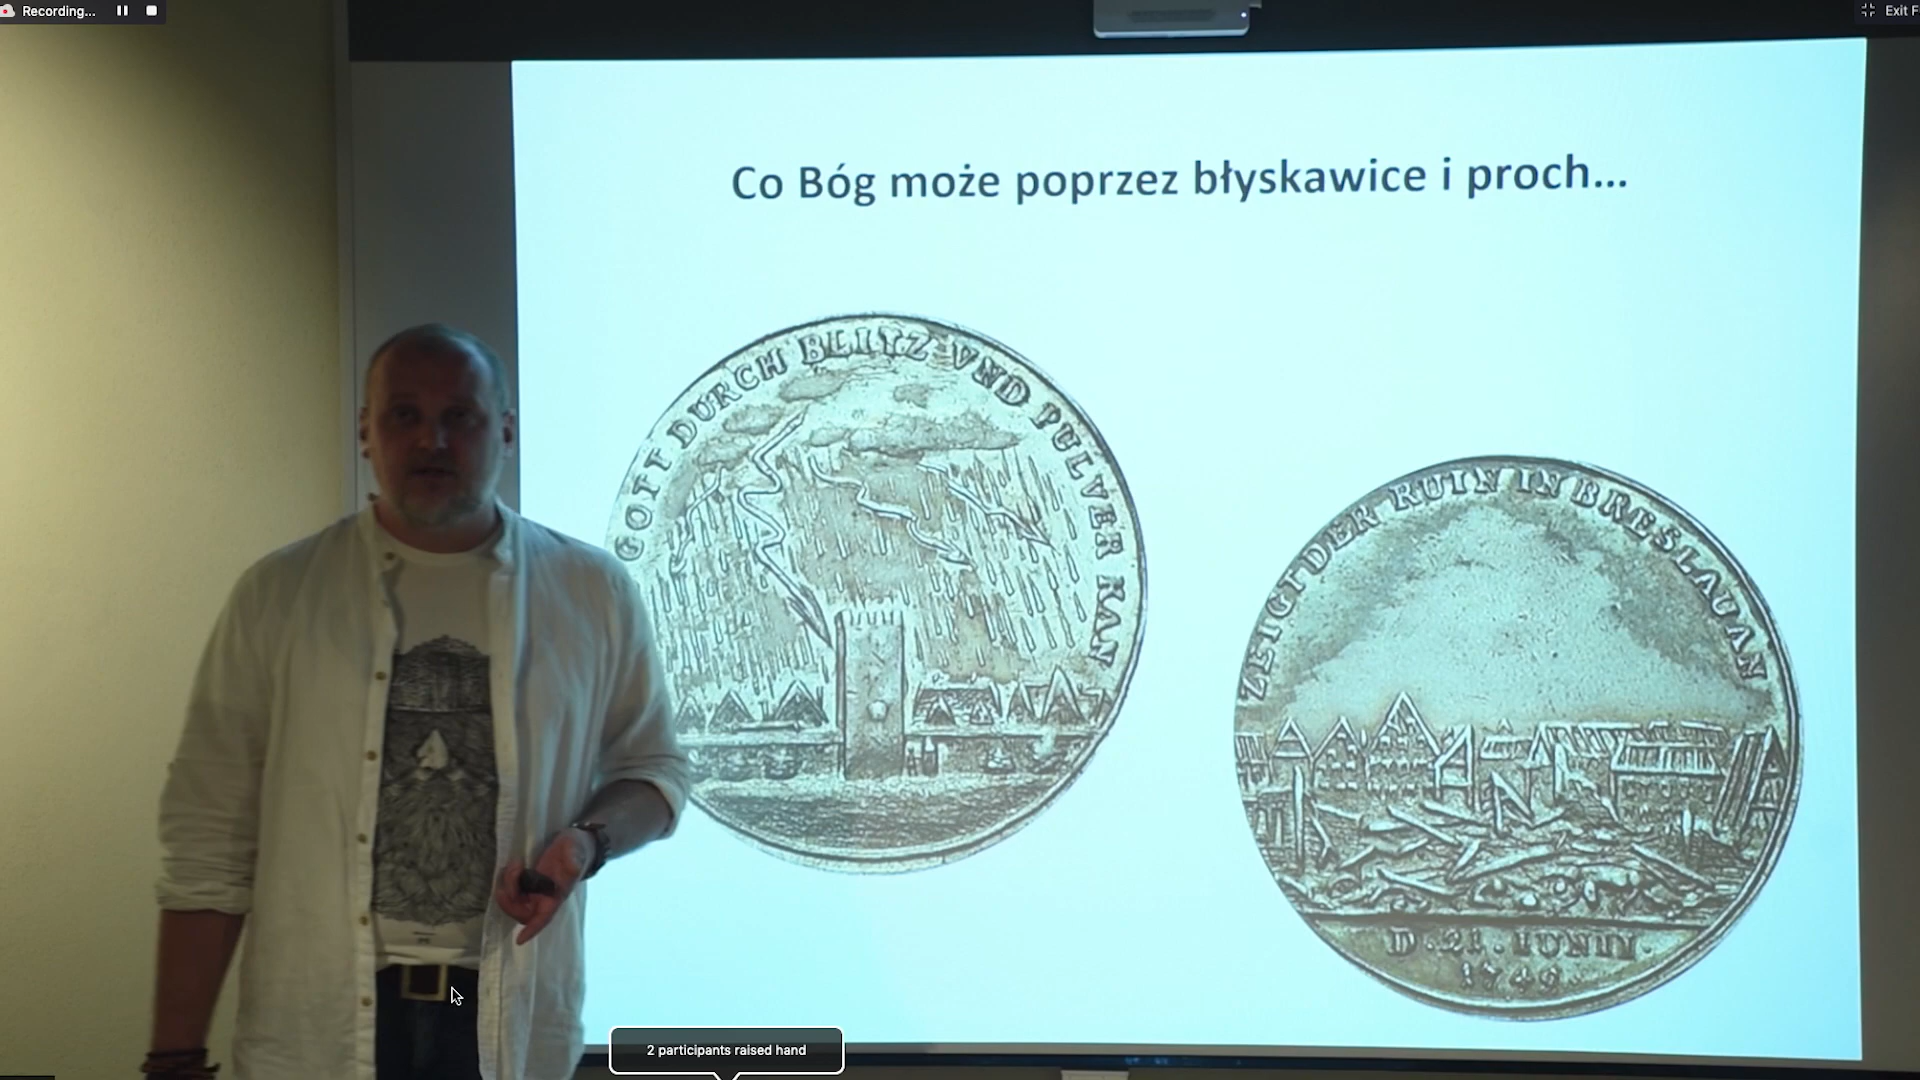 Recording...
Exit F
Co Bóg może poprzez błyskawice i proch...
GOTT DURCH BLITZ VND PULVER KAN
ZEIGT DER RUIN IN BRESLAU AN
D. 21. IUNII.
1749.
2 participants raised hand